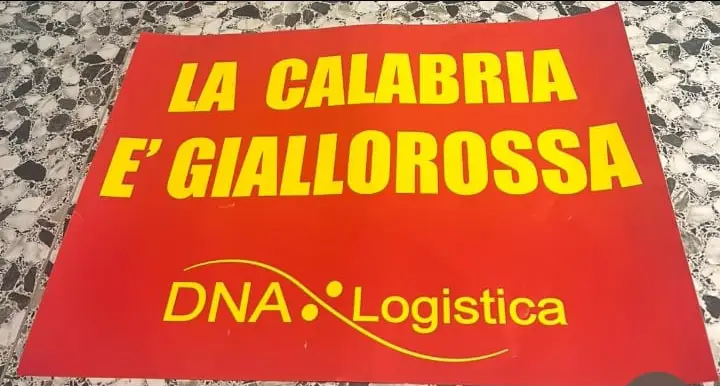 LA CALABRIA
E' GIALLOROSSA
DNA Logistica